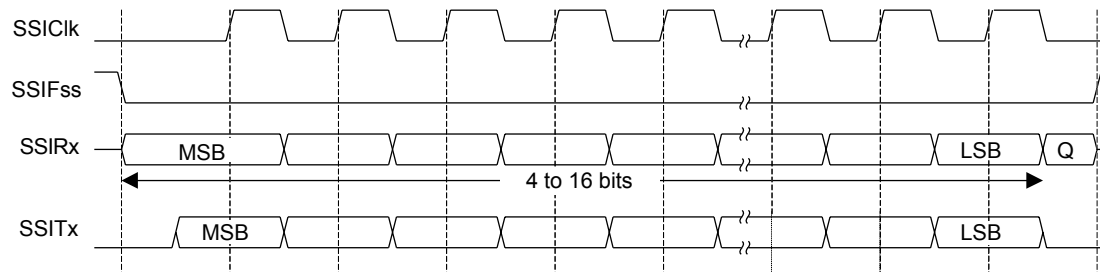 SSIClk
SSIFss
SSIRx MSB LSB Q
4 to 16 bits
SSITx MSB LSB